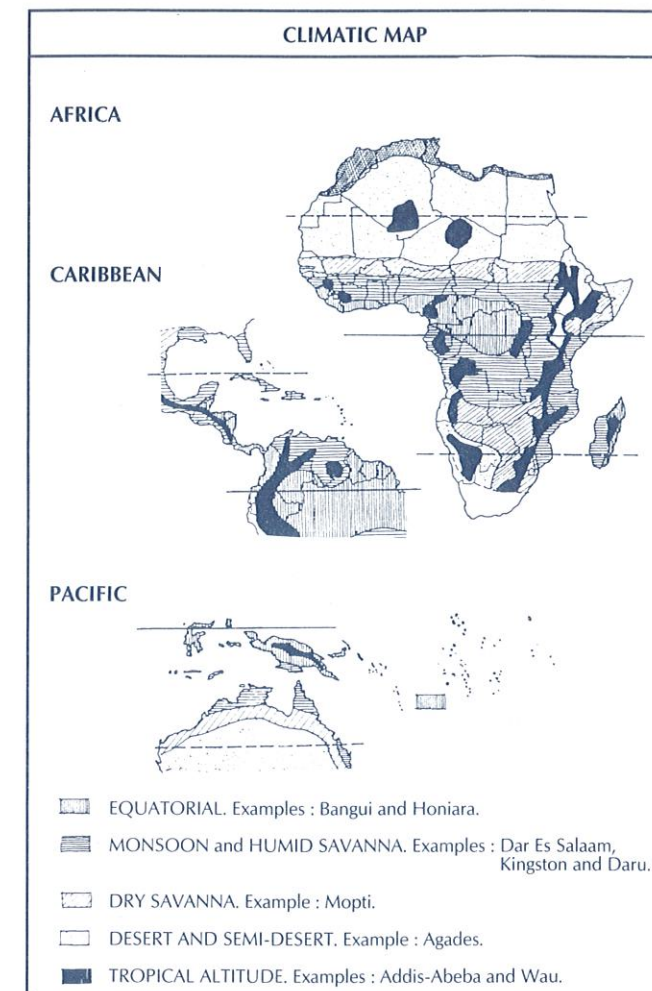 CLIMATIC MAP
AFRICA
CARIBBEAN
PACIFIC
EQUATORIAL. Examples : Bangui and Honiara.
MONSOON and HUMID SAVANNA. Examples : Dar Es Salaam,
Kingston and Daru.
DRY SAVANNA. Example : Mopti.
DESERT AND SEMI-DESERT. Example : Agades.
TROPICAL ALTITUDE. Examples : Addis-Abeba and Wau.